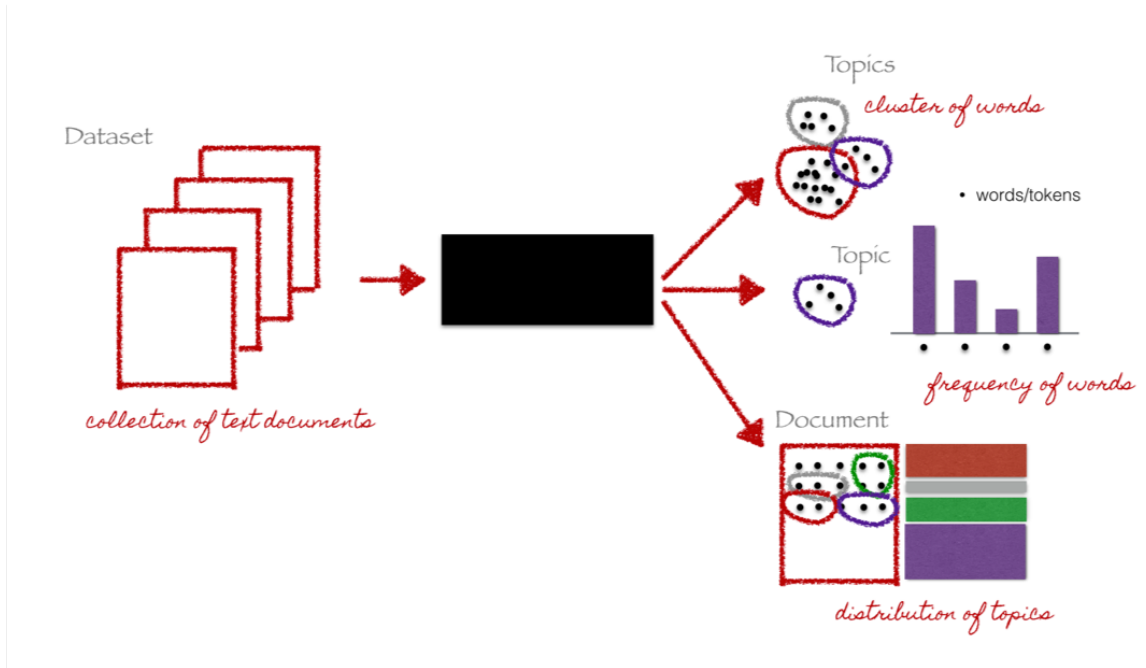 Topics
cluster of words
Dataset
• words/tokens
Topic
frequency of words
collection of text documents
Document
distribution of topics